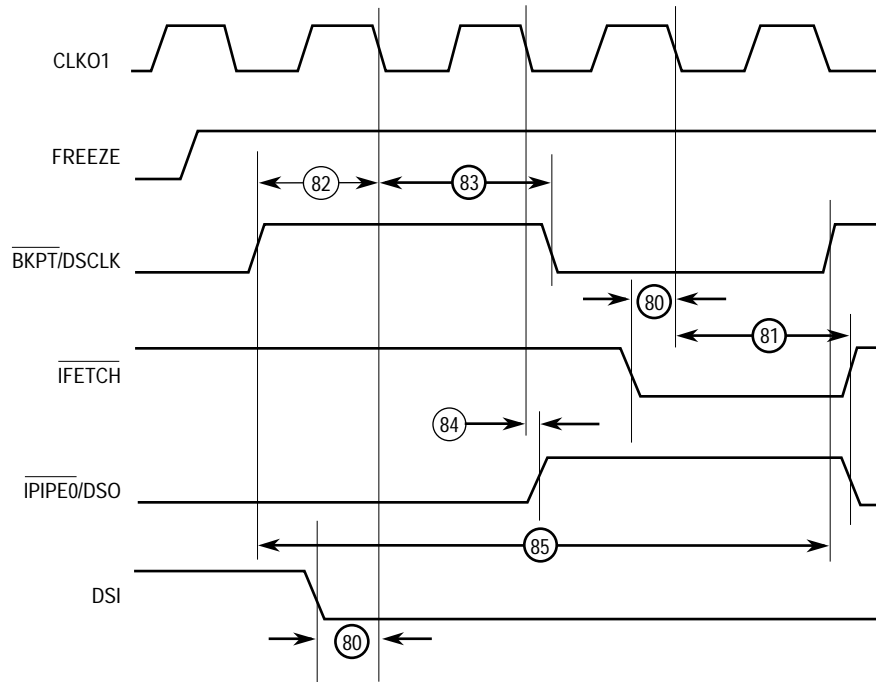 CLKO1
FREEZE
82
83
BKPT/DSCLK
80
81
IFETCH
84
IPIPE0/DSO
85
DSI
80